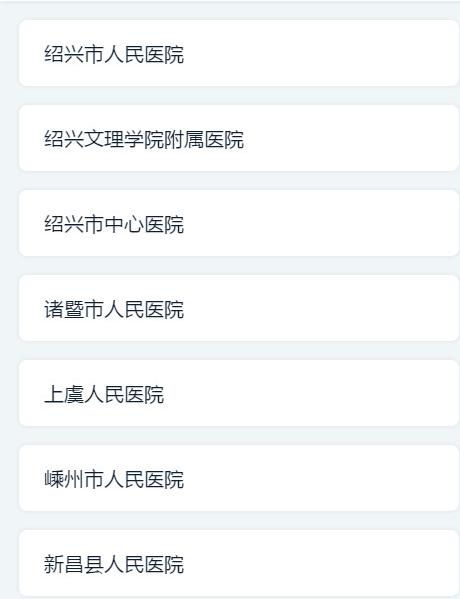 绍兴市人民医院
绍兴文理学院附属医院
绍兴市中心医院
诸暨市人民医院
上虞人民医院
嵊州市人民医院
新昌县人民医院